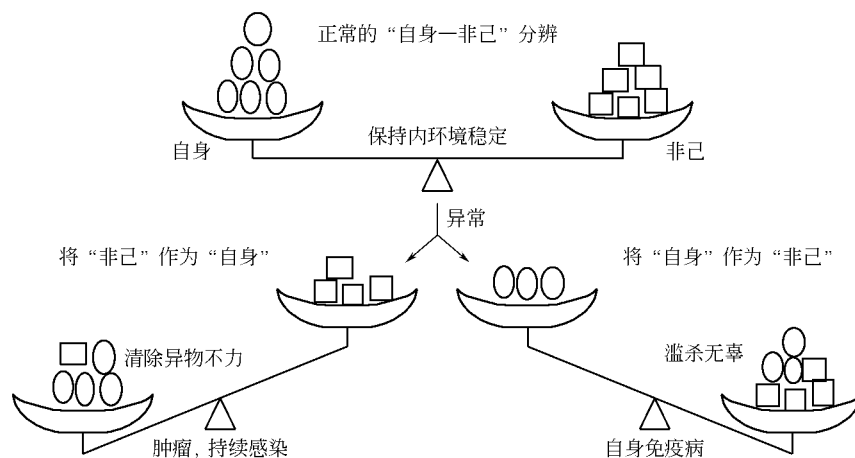 正常的“自身—非己”分辨
保持内环境稳定
自身
非己
异常
将“非己”作为“自身”
将“自身”作为“非己”
清除异物不力
滥杀无辜
肿瘤，持续感染
自身免疫病